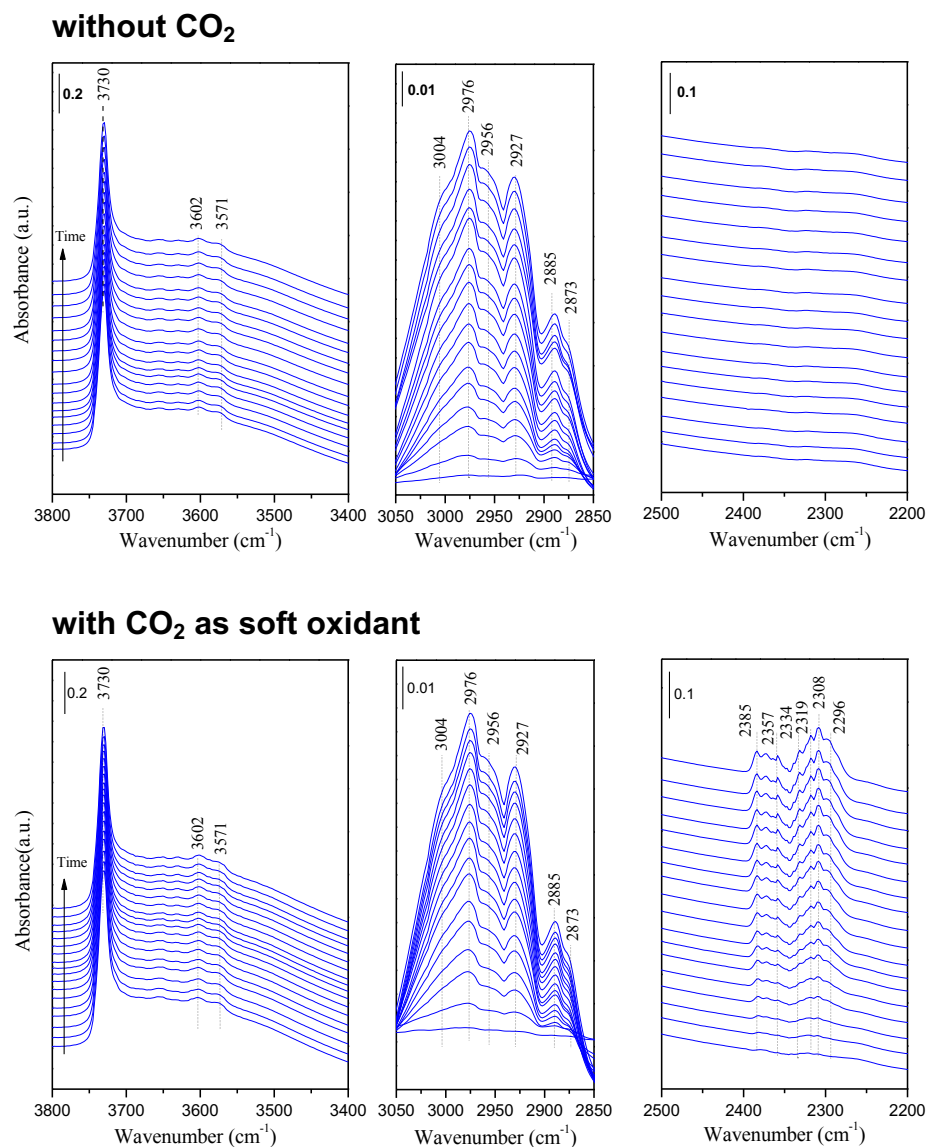 without CO₂
0.2
3730
3602
3571
Time
Absorbance (a.u.)
3800 3700 3600 3500 3400
Wavenumber (cm⁻¹)
0.01
3004
2976
2956
2927
2885
2873
3050 3000 2950 2900 2850
Wavenumber (cm⁻¹)
0.1
2500 2400 2300 2200
Wavenumber (cm⁻¹)
with CO₂ as soft oxidant
0.2
3730
3602
3571
Time
Absorbance(a.u.)
3800 3700 3600 3500 3400
Wavenumber (cm⁻¹)
0.01
3004
2976
2956
2927
2885
2873
3050 3000 2950 2900 2850
Wavenumber (cm⁻¹)
0.1
2385
2357
2334
2319
2308
2296
2500 2400 2300 2200
Wavenumber (cm⁻¹)